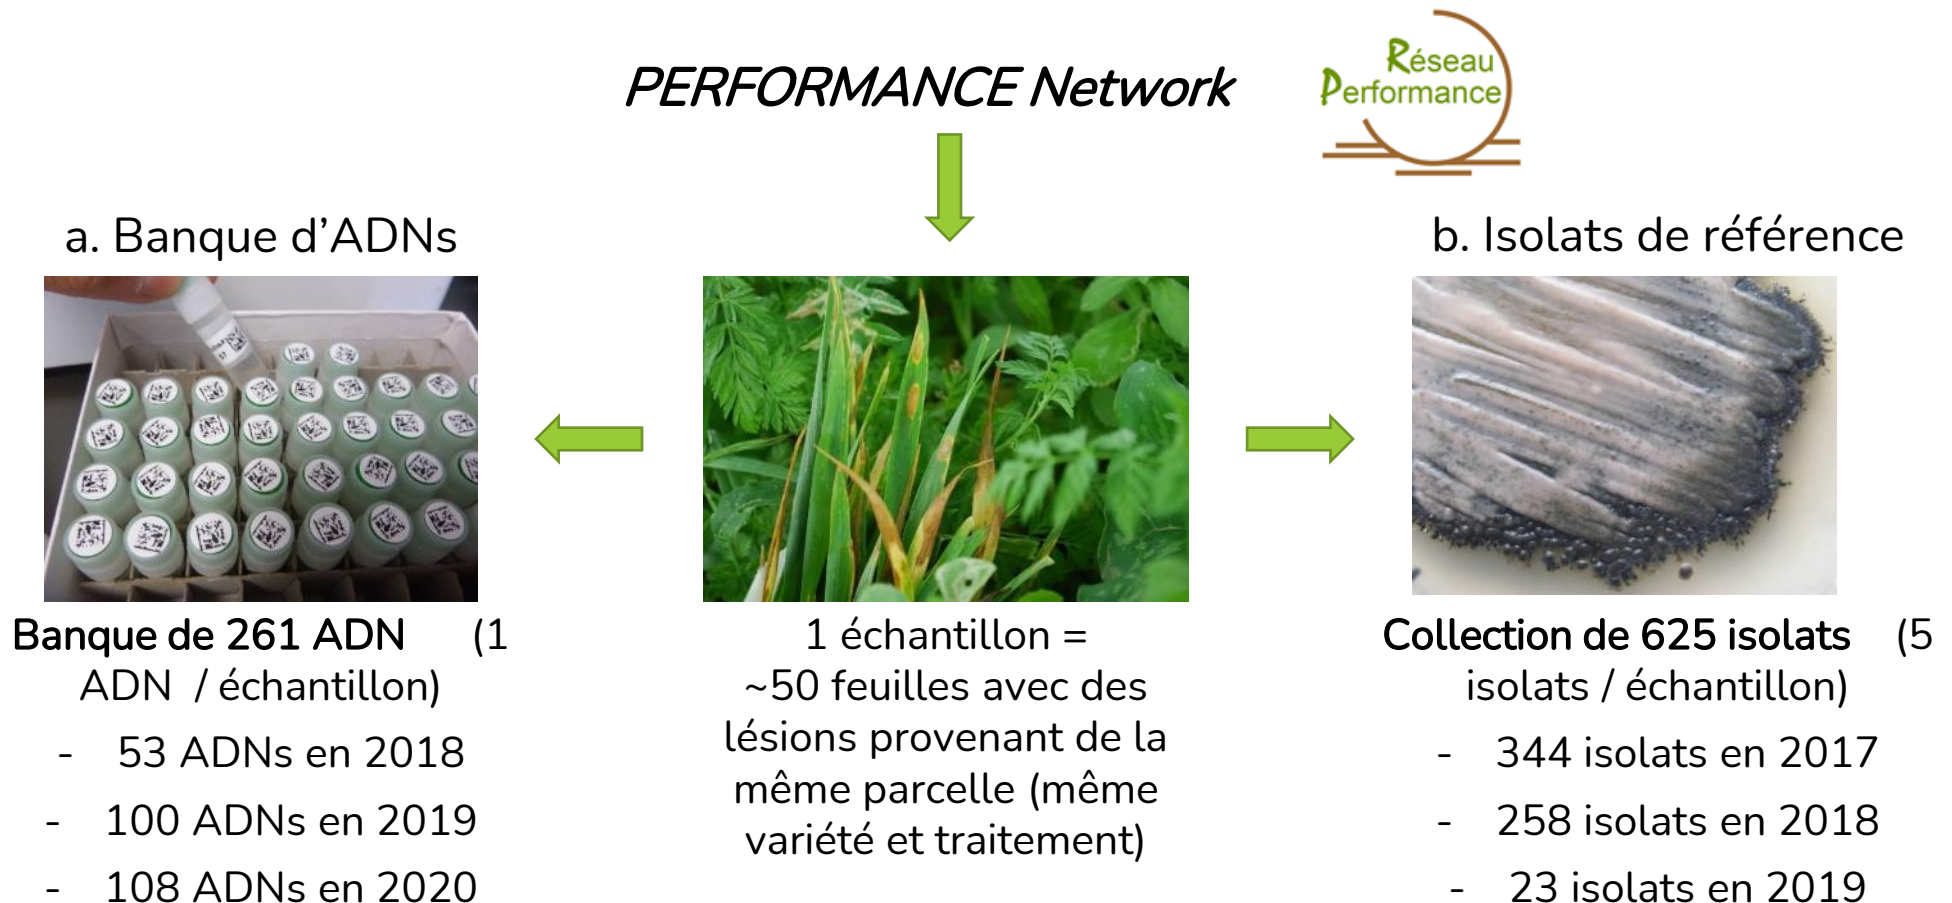 PERFORMANCE Network
Réseau
Performance
a. Banque d’ADNs
b. Isolats de référence
Banque de 261 ADN (1
ADN / échantillon)
- 53 ADNs en 2018
- 100 ADNs en 2019
- 108 ADNs en 2020
1 échantillon =
~50 feuilles avec des
lésions provenant de la
même parcelle (même
variété et traitement)
Collection de 625 isolats (5
isolats / échantillon)
- 344 isolats en 2017
- 258 isolats en 2018
- 23 isolats en 2019